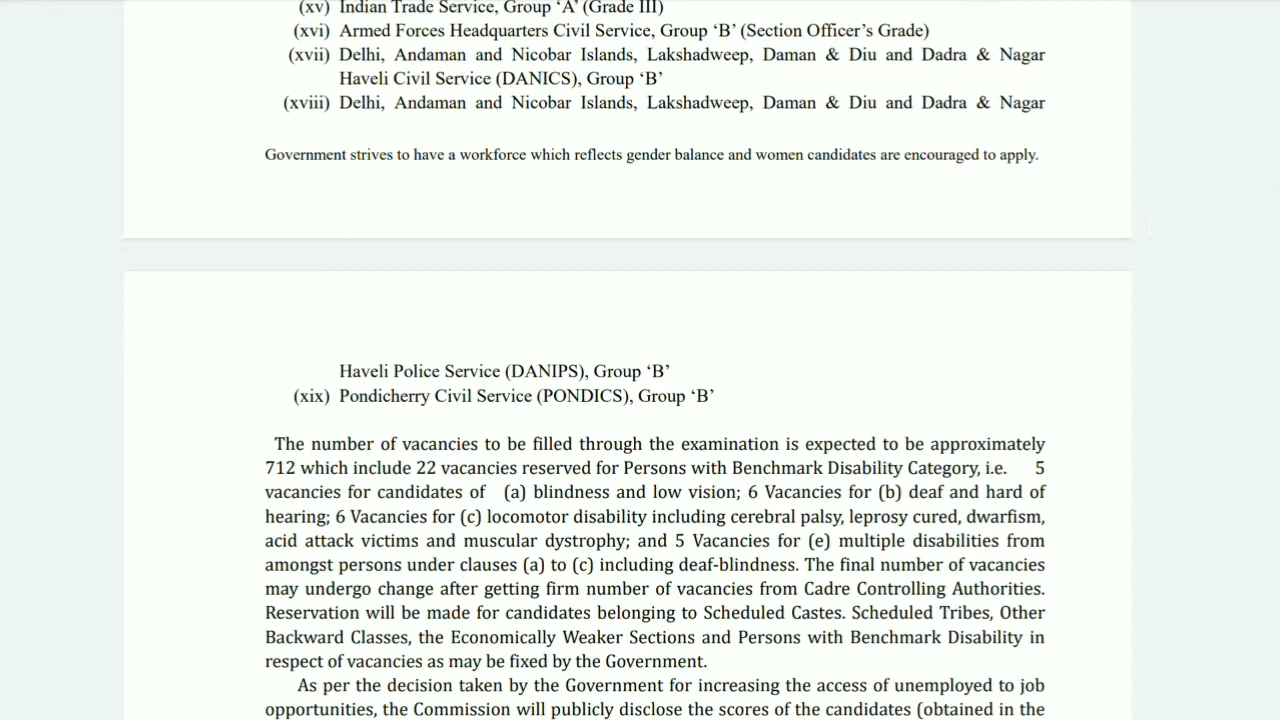 (xv) Indian Trade Service, Group ‘A’ (Grade III)
(xvi) Armed Forces Headquarters Civil Service, Group ‘B’ (Section Officer’s Grade)
(xvii) Delhi, Andaman and Nicobar Islands, Lakshadweep, Daman & Diu and Dadra & Nagar
Haveli Civil Service (DANICS), Group ‘B’
(xviii) Delhi, Andaman and Nicobar Islands, Lakshadweep, Daman & Diu and Dadra & Nagar
Government strives to have a workforce which reflects gender balance and women candidates are encouraged to apply.
Haveli Police Service (DANIPS), Group ‘B’
(xix) Pondicherry Civil Service (PONDICS), Group ‘B’
The number of vacancies to be filled through the examination is expected to be approximately
712 which include 22 vacancies reserved for Persons with Benchmark Disability Category, i.e. 5
vacancies for candidates of (a) blindness and low vision; 6 Vacancies for (b) deaf and hard of
hearing; 6 Vacancies for (c) locomotor disability including cerebral palsy, leprosy cured, dwarfism,
acid attack victims and muscular dystrophy; and 5 Vacancies for (e) multiple disabilities from
amongst persons under clauses (a) to (c) including deaf-blindness. The final number of vacancies
may undergo change after getting firm number of vacancies from Cadre Controlling Authorities.
Reservation will be made for candidates belonging to Scheduled Castes. Scheduled Tribes, Other
Backward Classes, the Economically Weaker Sections and Persons with Benchmark Disability in
respect of vacancies as may be fixed by the Government.
As per the decision taken by the Government for increasing the access of unemployed to job
opportunities, the Commission will publicly disclose the scores of the candidates (obtained in the